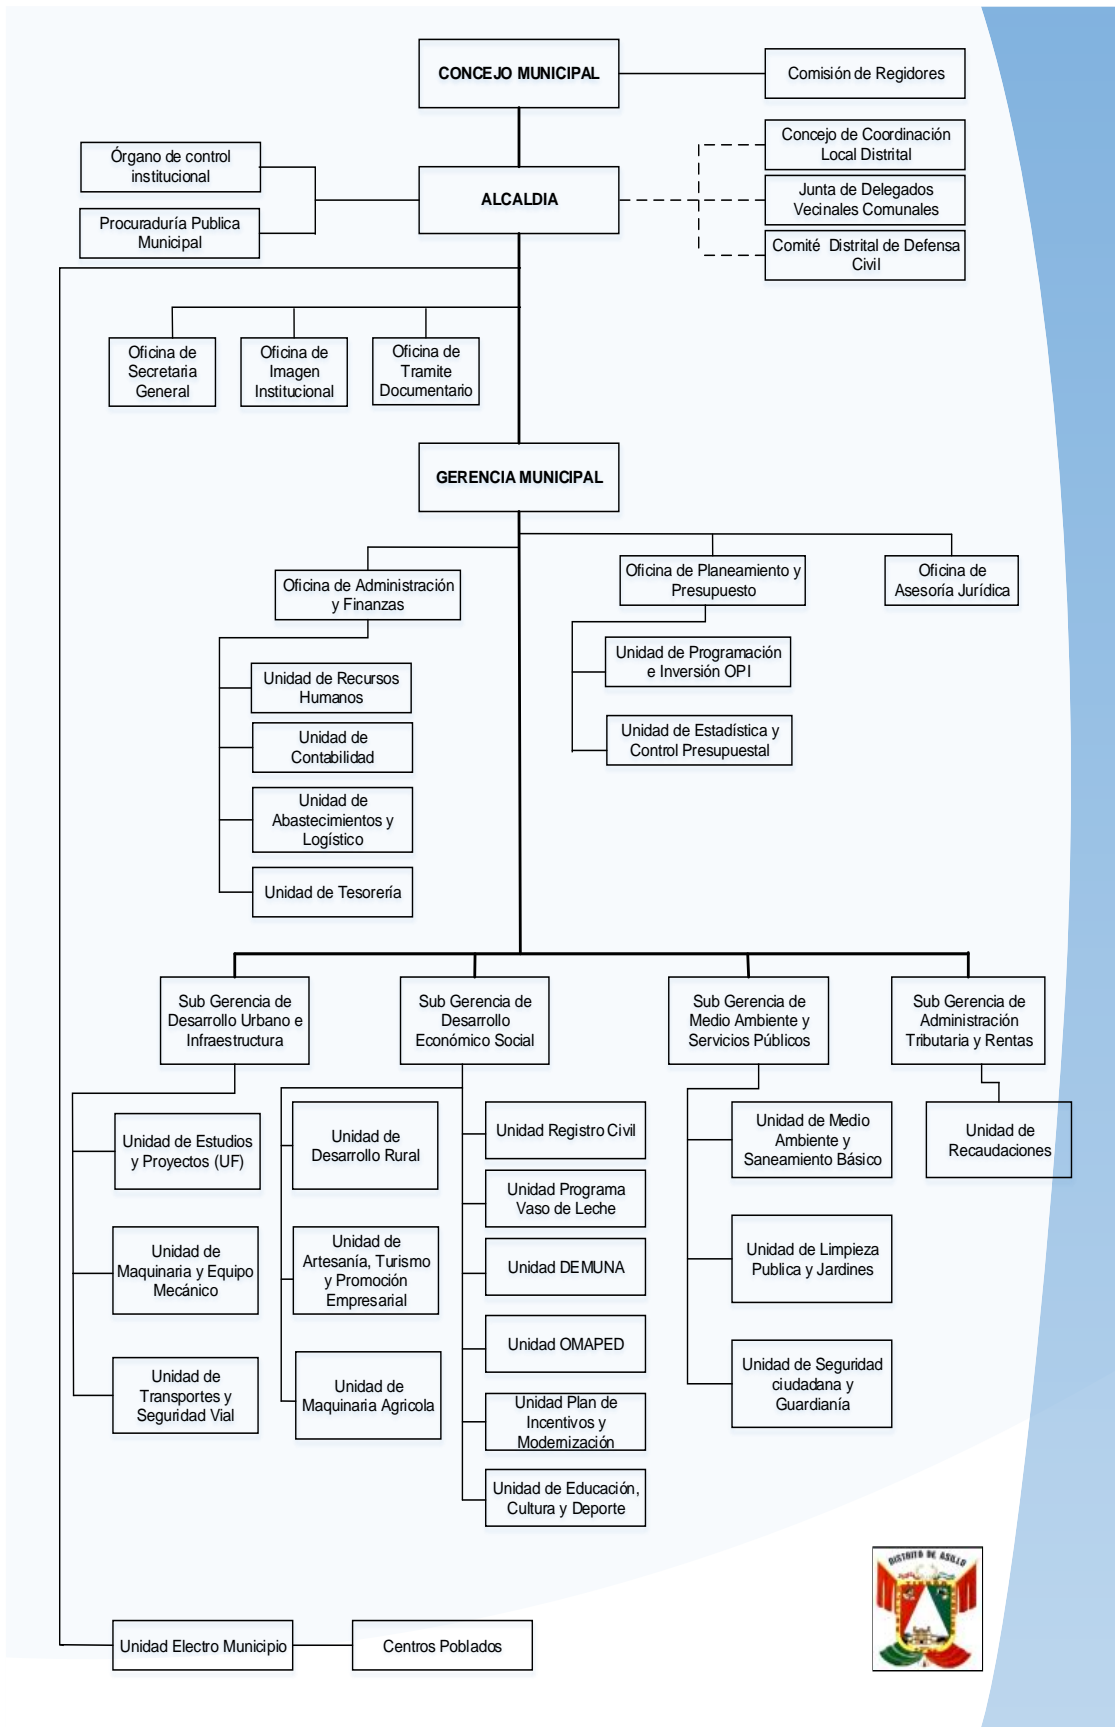 CONCEJO MUNICIPAL
Comisión de Regidores
Concejo de Coordinación
Local Distrital
Órgano de control
institucional
ALCALDIA
Junta de Delegados
Vecinales Comunales
Procuraduría Publica
Municipal
Comité Distrital de Defensa
Civil
Oficina de
Secretaria
General
Oficina de
Imagen
Institucional
Oficina de
Tramite
Documentario
GERENCIA MUNICIPAL
Oficina de Administración
y Finanzas
Oficina de Planeamiento y
Presupuesto
Oficina de
Asesoría Jurídica
Unidad de Recursos
Humanos
Unidad de
Contabilidad
Unidad de
Abastecimientos y
Logístico
Unidad de Tesorería
Unidad de Programación
e Inversión OPI
Unidad de Estadística y
Control Presupuestal
Sub Gerencia de
Desarrollo Urbano e
Infraestructura
Sub Gerencia de
Desarrollo
Económico Social
Sub Gerencia de
Medio Ambiente y
Servicios Públicos
Sub Gerencia de
Administración
Tributaria y Rentas
Unidad de Estudios
y Proyectos (UF)
Unidad de
Maquinaria y Equipo
Mecánico
Unidad de
Transportes y
Seguridad Vial
Unidad de
Desarrollo Rural
Unidad de
Artesanía, Turismo
y Promoción
Empresarial
Unidad de
Maquinaria Agricola
Unidad Registro Civil
Unidad Programa
Vaso de Leche
Unidad DEMUNA
Unidad OMAPED
Unidad Plan de
Incentivos y
Modernización
Unidad de Educación,
Cultura y Deporte
Unidad de Medio
Ambiente y
Saneamiento Básico
Unidad de Limpieza
Publica y Jardines
Unidad de Seguridad
ciudadana y
Guardianía
Unidad de
Recaudaciones
Unidad Electro Municipio
Centros Poblados
DISTRITO DE ASILLO